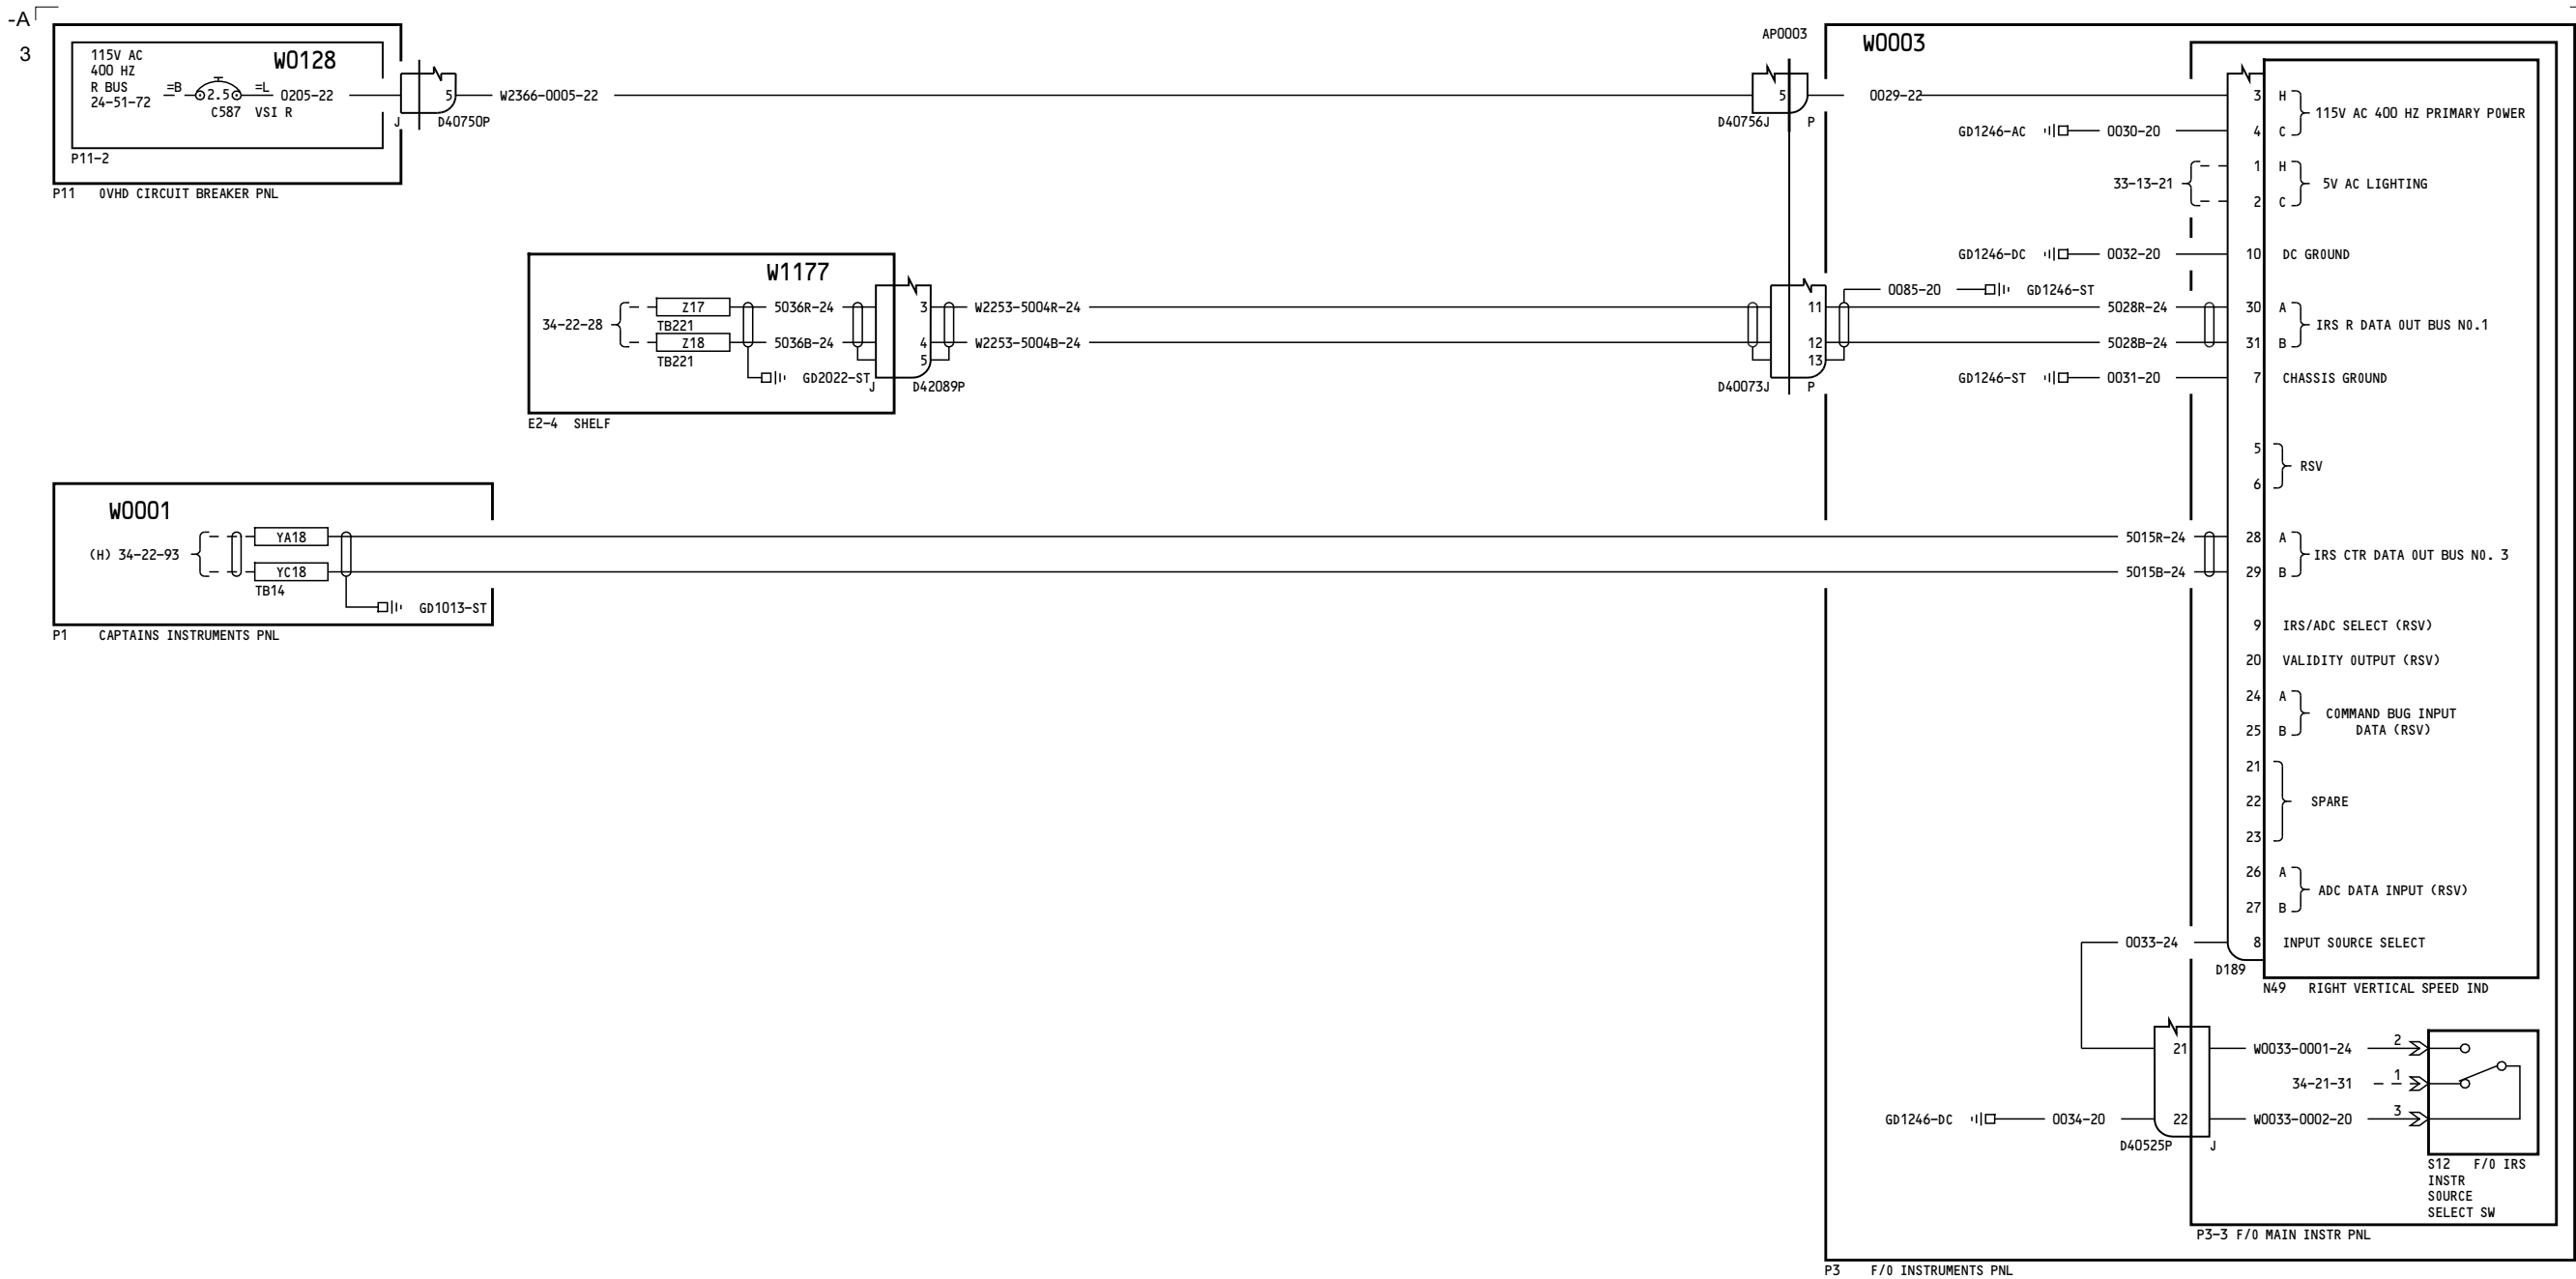 -A
3
115V AC
400 HZ
R BUS
24-51-72
W0128
=B
2.5
=L
0205-22
C587 VSI R
P11-2
P11 OVHD CIRCUIT BREAKER PNL
J
5
D40750P
W2366-0005-22
AP0003
5
D40756J
P
W0003
0029-22
3 H
115V AC 400 HZ PRIMARY POWER
GD1246-AC
0030-20
4 C
33-13-21
1 H
5V AC LIGHTING
2 C
GD1246-DC
0032-20
10 DC GROUND
W1177
34-22-28
Z17
TB221
Z18
TB221
5036R-24
5036B-24
GD2022-ST
J
3
4
5
D42089P
E2-4 SHELF
W2253-5004R-24
W2253-5004B-24
11
12
13
D40073J
P
0085-20
GD1246-ST
5028R-24
30 A
IRS R DATA OUT BUS NO.1
5028B-24
31 B
GD1246-ST
0031-20
7 CHASSIS GROUND
5
RSV
6
W0001
(H) 34-22-93
YA18
YC18
TB14
GD1013-ST
P1 CAPTAINS INSTRUMENTS PNL
5015R-24
28 A
IRS CTR DATA OUT BUS NO. 3
5015B-24
29 B
9 IRS/ADC SELECT (RSV)
20 VALIDITY OUTPUT (RSV)
24 A
COMMAND BUG INPUT
DATA (RSV)
25 B
21
22 SPARE
23
26 A
ADC DATA INPUT (RSV)
27 B
0033-24
8 INPUT SOURCE SELECT
D189
N49 RIGHT VERTICAL SPEED IND
21
W0033-0001-24
2
34-21-31
1
GD1246-DC
0034-20
22
W0033-0002-20
3
D40525P
J
S12 F/O IRS
INSTR
SOURCE
SELECT SW
P3-3 F/O MAIN INSTR PNL
P3 F/O INSTRUMENTS PNL